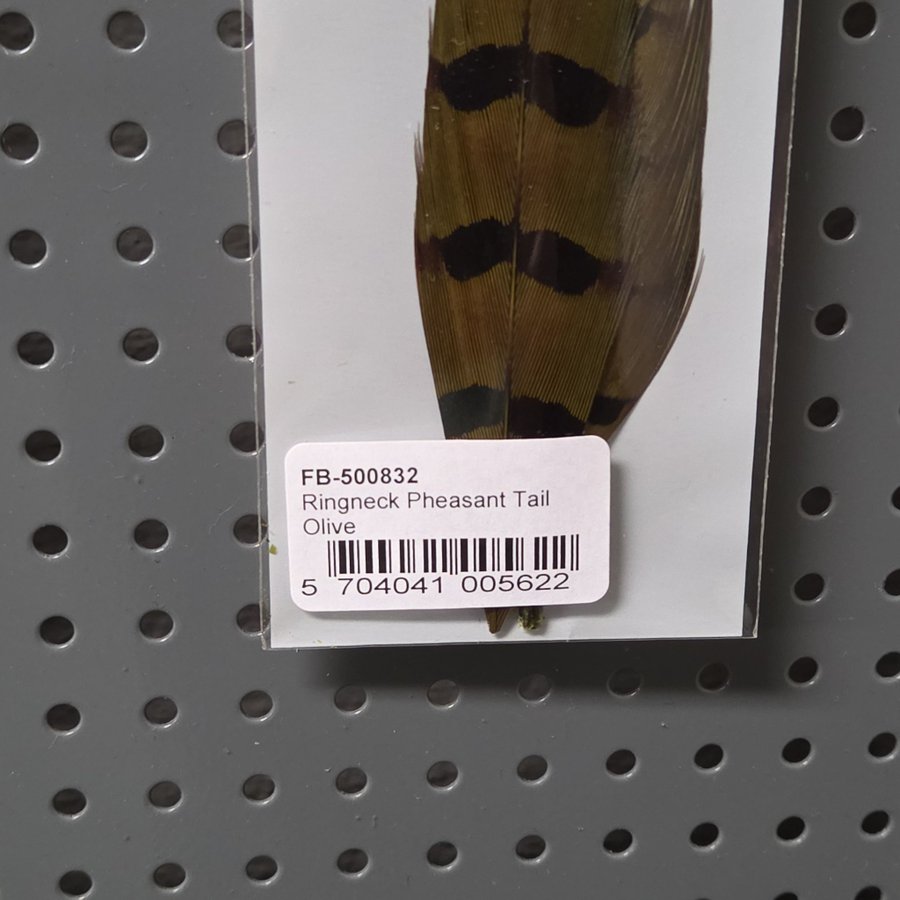 FB-500832
Ringneck Pheasant Tail
Olive
5 704041 005622